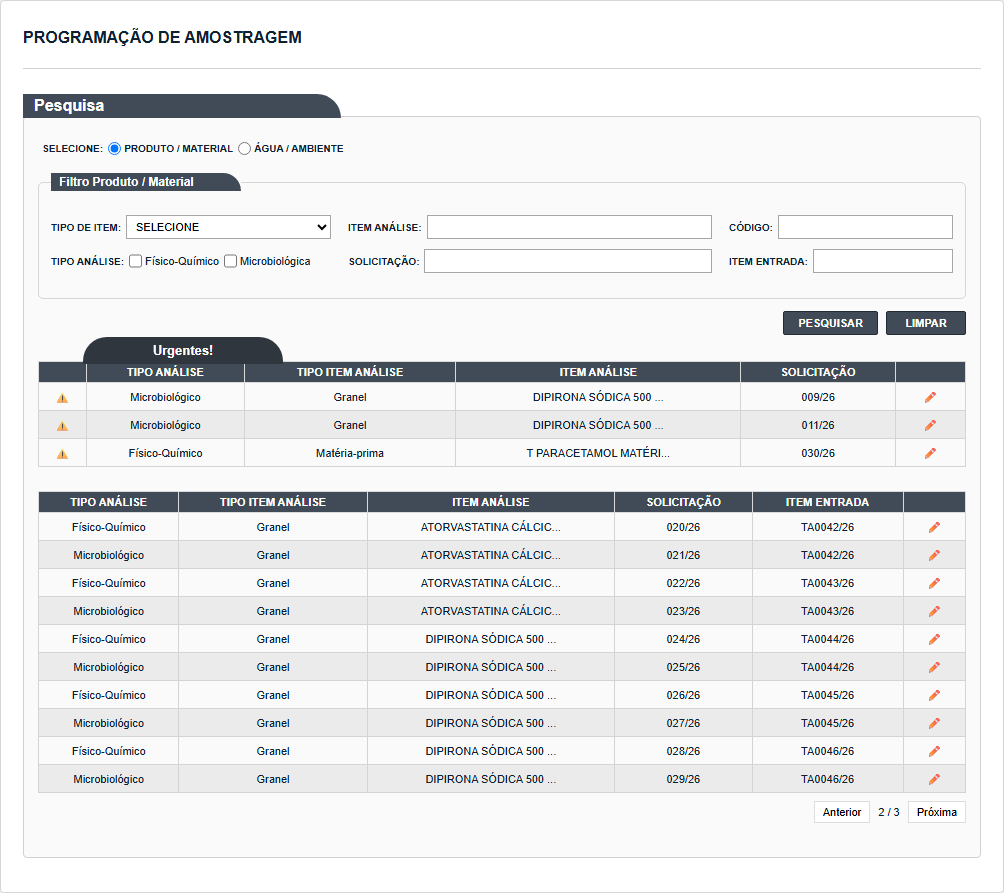 PROGRAMAÇÃO DE AMOSTRAGEM
Pesquisa
SELECIONE: PRODUTO / MATERIAL ÁGUA / AMBIENTE
Filtro Produto / Material
TIPO DE ITEM: SELECIONE ITEM ANÁLISE: CÓDIGO:
TIPO ANÁLISE: Físico-Químico Microbiológica SOLICITAÇÃO: ITEM ENTRADA:
PESQUISAR LIMPAR
Urgentes!
TIPO ANÁLISE TIPO ITEM ANÁLISE ITEM ANÁLISE SOLICITAÇÃO
Microbiológico Granel DIPIRONA SÓDICA 500 ... 009/26
Microbiológico Granel DIPIRONA SÓDICA 500 ... 011/26
Físico-Químico Matéria-prima T PARACETAMOL MATÉRI... 030/26
TIPO ANÁLISE TIPO ITEM ANÁLISE ITEM ANÁLISE SOLICITAÇÃO ITEM ENTRADA
Físico-Químico Granel ATORVASTATINA CÁLCIC... 020/26 TA0042/26
Microbiológico Granel ATORVASTATINA CÁLCIC... 021/26 TA0042/26
Físico-Químico Granel ATORVASTATINA CÁLCIC... 022/26 TA0043/26
Microbiológico Granel ATORVASTATINA CÁLCIC... 023/26 TA0043/26
Físico-Químico Granel DIPIRONA SÓDICA 500 ... 024/26 TA0044/26
Microbiológico Granel DIPIRONA SÓDICA 500 ... 025/26 TA0044/26
Físico-Químico Granel DIPIRONA SÓDICA 500 ... 026/26 TA0045/26
Microbiológico Granel DIPIRONA SÓDICA 500 ... 027/26 TA0045/26
Físico-Químico Granel DIPIRONA SÓDICA 500 ... 028/26 TA0046/26
Microbiológico Granel DIPIRONA SÓDICA 500 ... 029/26 TA0046/26
Anterior 2 / 3 Próxima